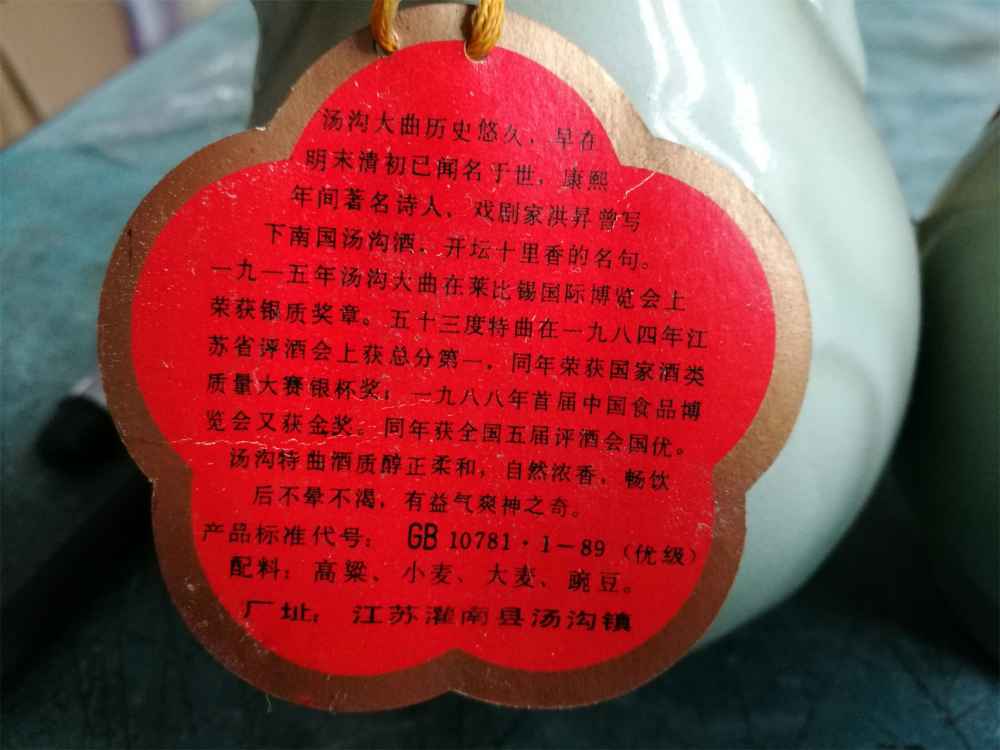 汤沟大曲历史悠久，早在
明末清初已闻名于世，康熙
年间著名诗人，戏剧家洪昇曾写
下南国汤沟酒，开坛十里香的名句。
一九一五年汤沟大曲在莱比锡国际博览会上
荣获银质奖章。五十三度特曲在一九八四年江
苏省评酒会上获总分第一，同年荣获国家酒类
质量大赛银杯奖；一九八八年首届中国食品博
览会又获金奖。同年获全国五届评酒会国优。
汤沟特曲酒质醇正柔和，自然浓香，畅饮
后不晕不渴，有益气爽神之奇。
产品标准代号：GB 10781·1-89（优级）
配料：高粱、小麦、大麦、豌豆。
厂址：江苏灌南县汤沟镇